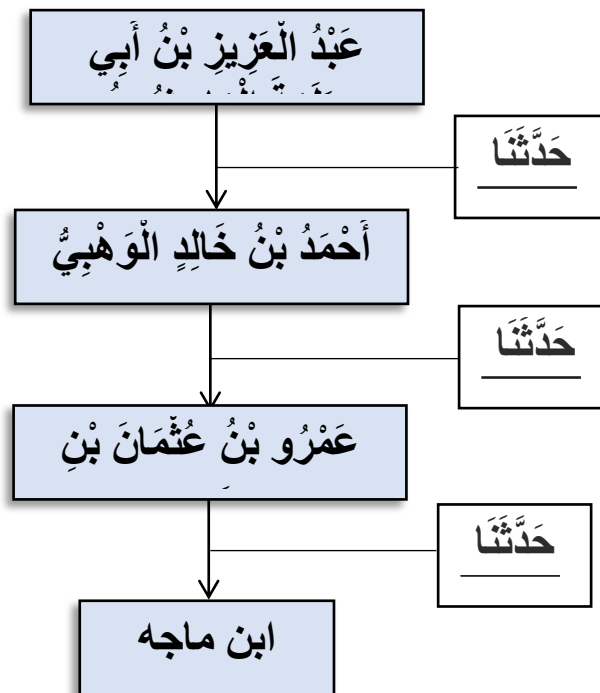 عَبْدُ الْعَزِيزِ بْنُ أَبِي
حَدَّثَنَا
أَحْمَدُ بْنُ خَالِدٍ الْوَهْبِيُّ
حَدَّثَنَا
عَمْرُو بْنُ عُثْمَانَ بْنِ
حَدَّثَنَا
ابن ماجه